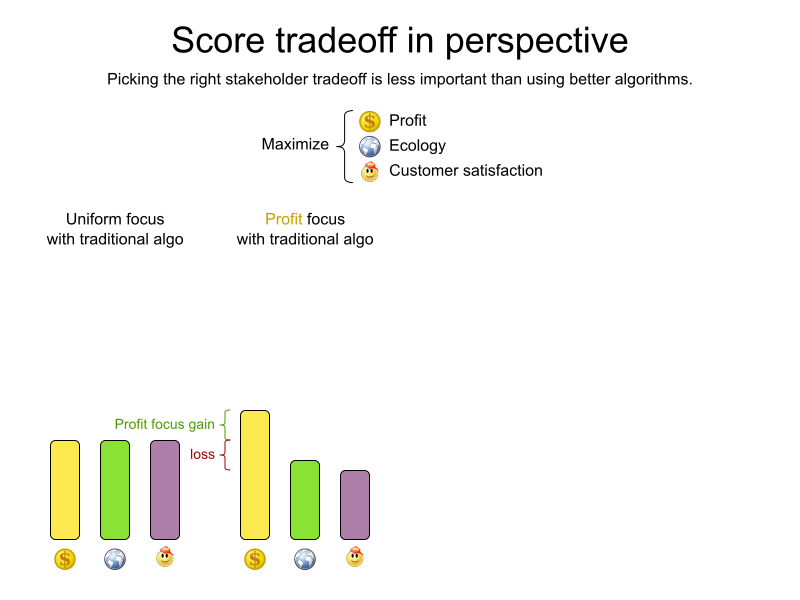 Score tradeoff in perspective
Picking the right stakeholder tradeoff is less important than using better algorithms.
Maximize
$ Profit
Ecology
Customer satisfaction
Uniform focus
with traditional algo
Profit focus
with traditional algo
Profit focus gain
loss
$
$